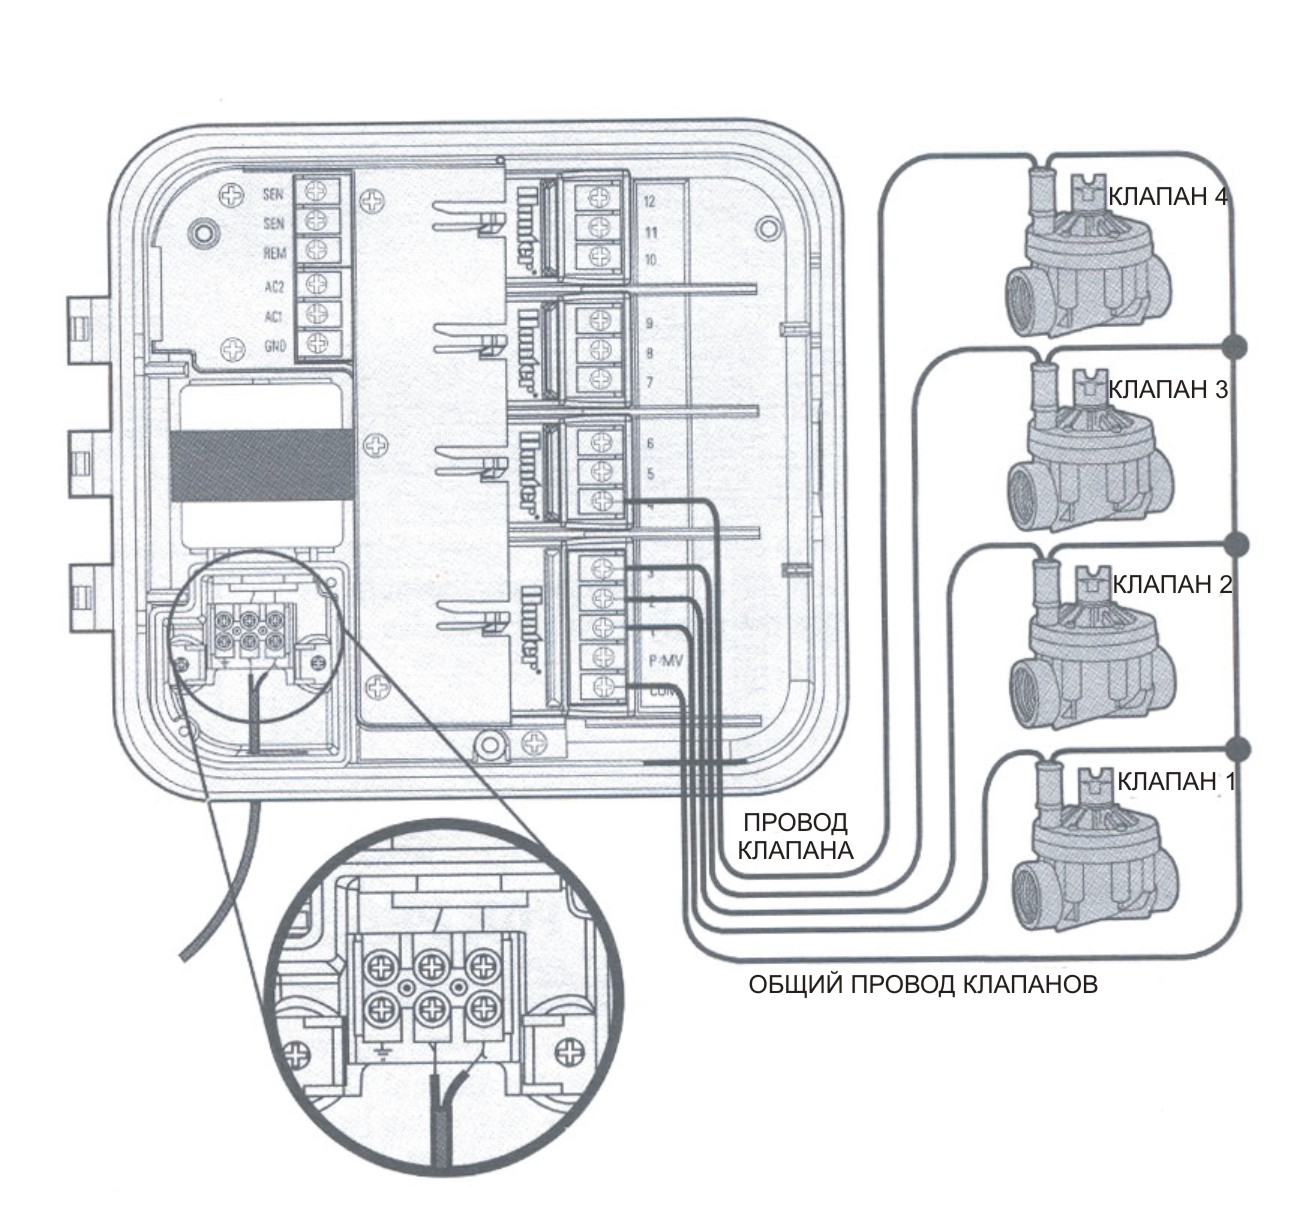 SEN
SEN
REM
AC2
AC1
GND
Hunter
12
11
10
Hunter
9
8
7
Hunter
6
5
4
Hunter
3
2
1
P/MV
COM
КЛАПАН 4
КЛАПАН 3
КЛАПАН 2
КЛАПАН 1
ПРОВОД
КЛАПАНА
ОБЩИЙ ПРОВОД КЛАПАНОВ